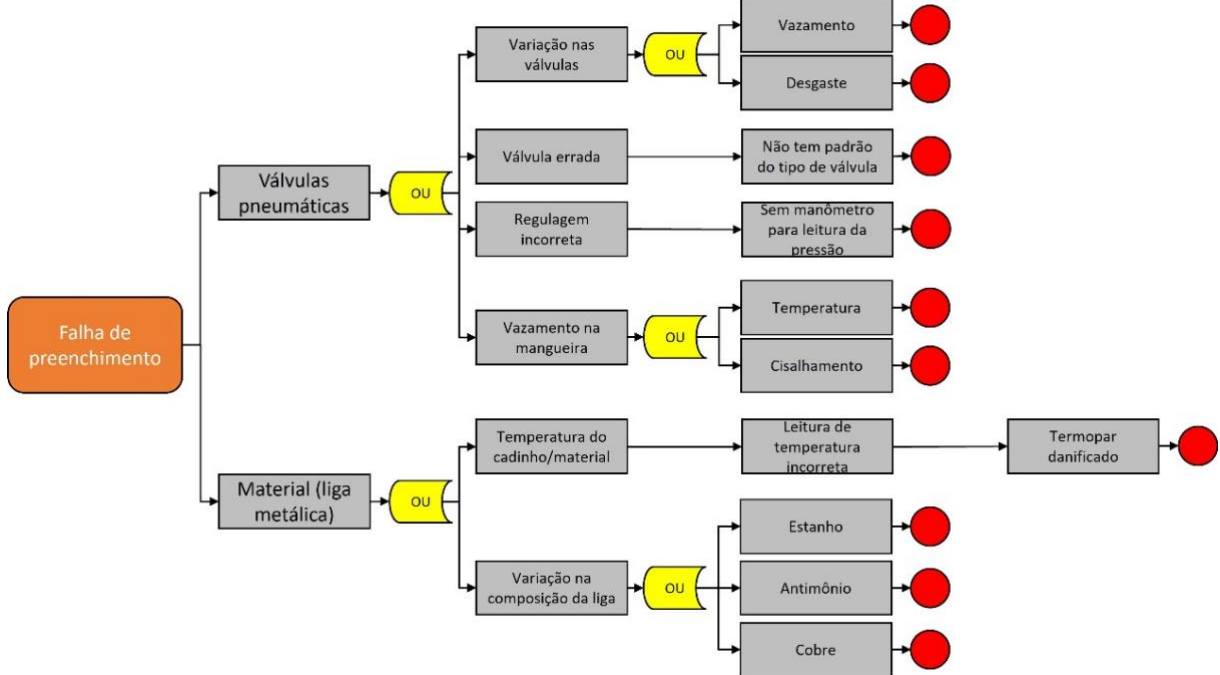 Falha de
preenchimento
Válvulas
pneumáticas
OU
Variação nas
válvulas
OU
Vazamento
Desgaste
Válvula errada
Não tem padrão
do tipo de válvula
Regulagem
incorreta
Sem manômetro
para leitura da
pressão
Vazamento na
mangueira
OU
Temperatura
Cisalhamento
Material (liga
metálica)
OU
Temperatura do
cadinho/material
Leitura de
temperatura
incorreta
Termopar
danificado
Variação na
composição da liga
OU
Estanho
Antimônio
Cobre